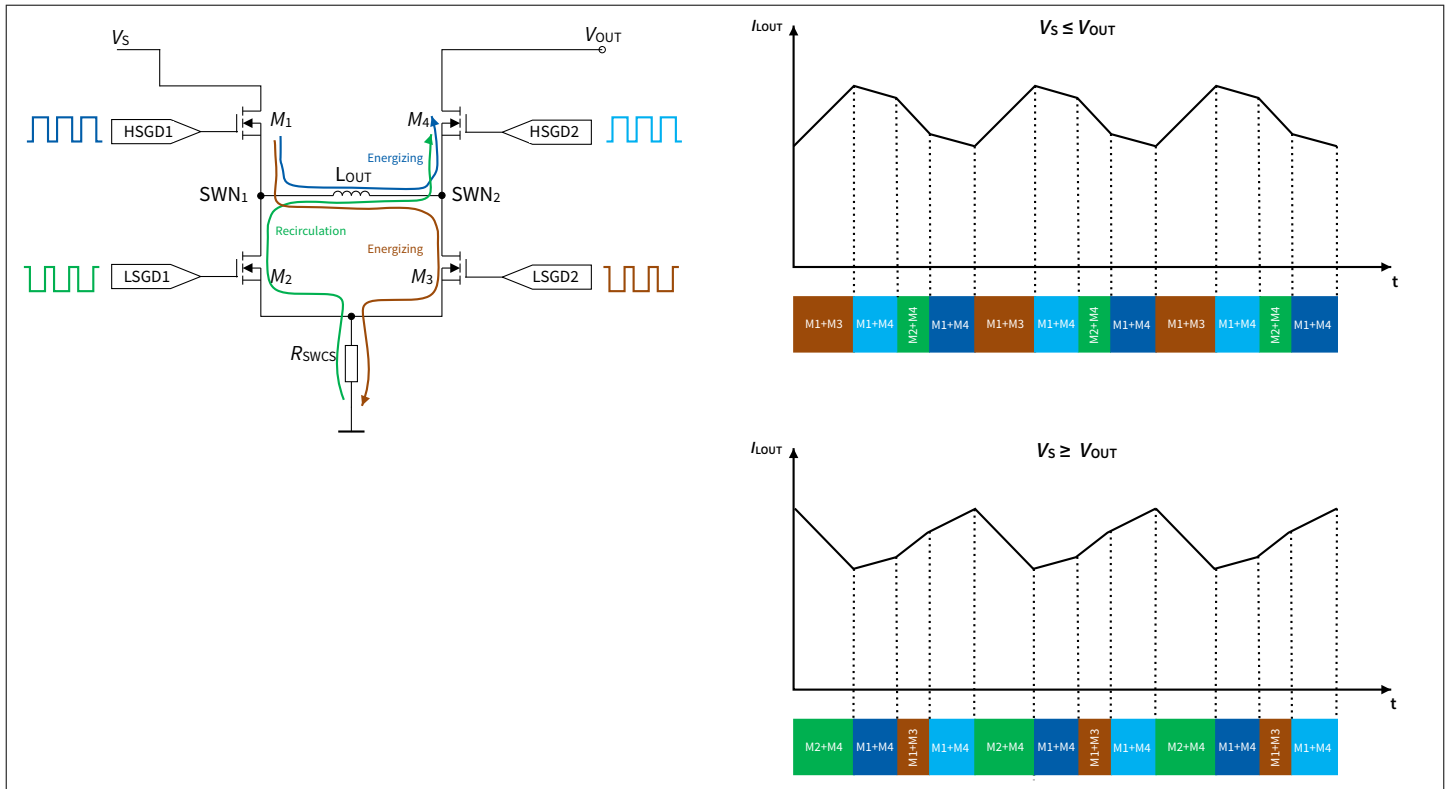 VS
VOUT
HSGD1
M1
M4
HSGD2
Energizing
LOUT
SWN1
SWN2
Recirculation
Energizing
LSGD1
M2
M3
LSGD2
RSWCS
ILOUT
VS ≤ VOUT
t
M1+M3 M1+M4 M2+M4 M1+M4 M1+M3 M1+M4 M2+M4 M1+M4 M1+M3 M1+M4 M2+M4 M1+M4
ILOUT
VS ≥ VOUT
t
M2+M4 M1+M4 M1+M3 M1+M4 M2+M4 M1+M4 M1+M3 M1+M4 M2+M4 M1+M4 M1+M3 M1+M4